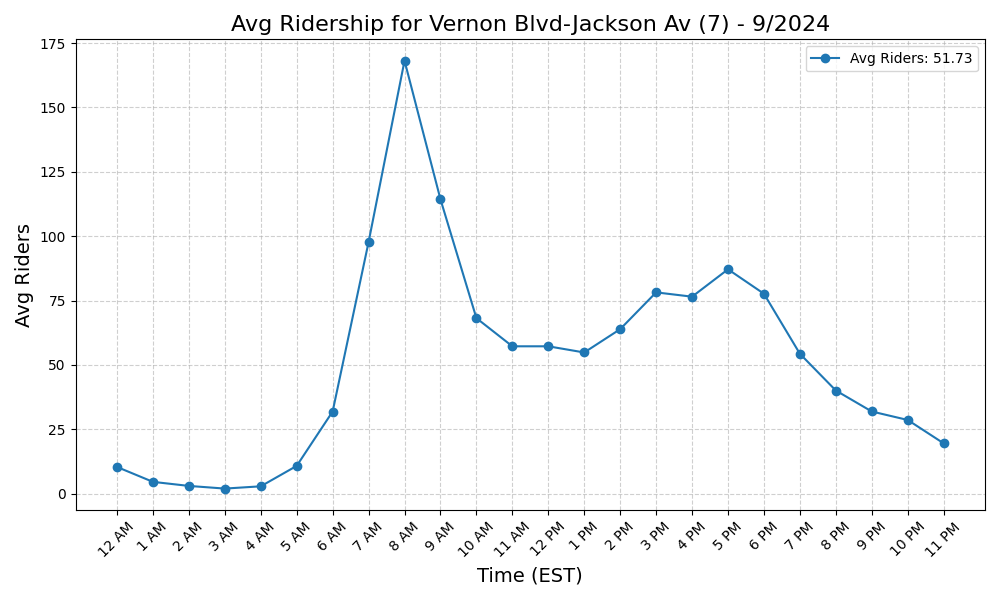 Avg Ridership for Vernon Blvd-Jackson Av (7) - 9/2024
Avg Riders: 51.73
Avg Riders
175
150
125
100
75
50
25
0
12 AM
1 AM
2 AM
3 AM
4 AM
5 AM
6 AM
7 AM
8 AM
9 AM
10 AM
11 AM
12 PM
1 PM
2 PM
3 PM
4 PM
5 PM
6 PM
7 PM
8 PM
9 PM
10 PM
11 PM
Time (EST)